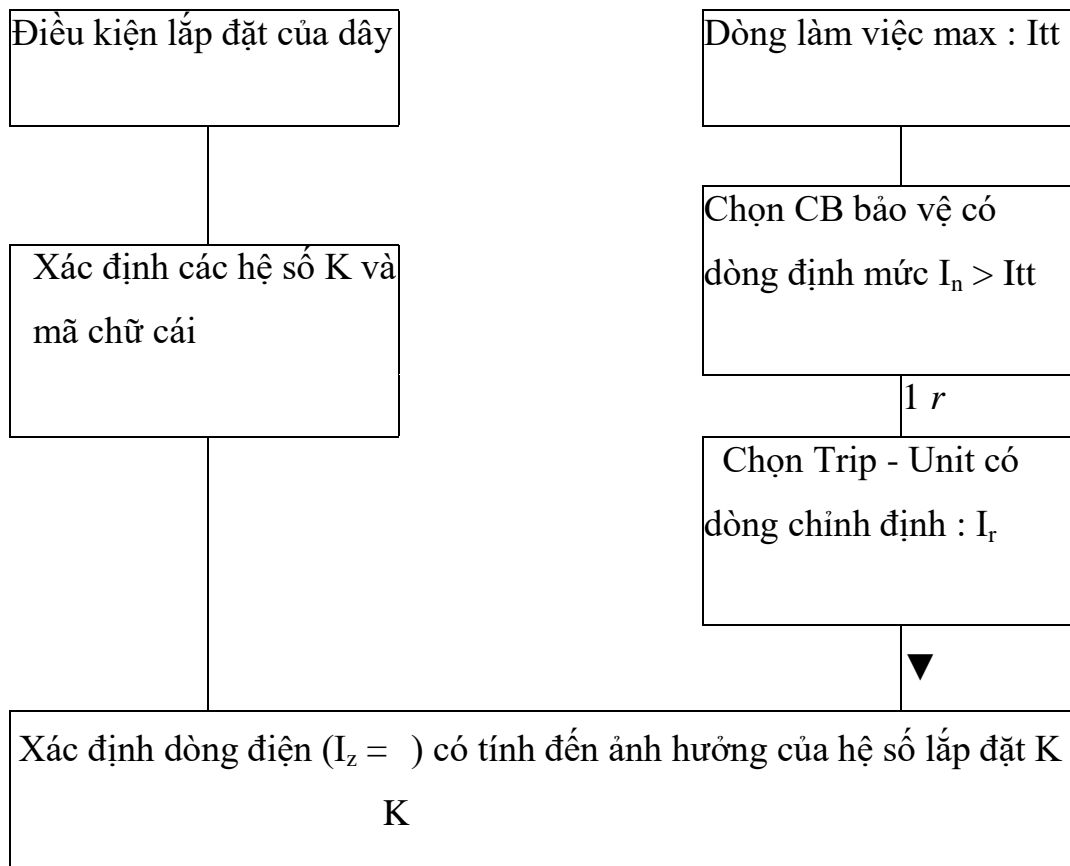 Điều kiện lắp đặt của dây
Dòng làm việc max : Itt
Chọn CB bảo vệ có
dòng định mức Iₙ > Itt
Xác định các hệ số K và
mã chữ cái
1 r
Chọn Trip - Unit có
dòng chỉnh định : Iᵣ
▼
Xác định dòng điện (I_z = ) có tính đến ảnh hưởng của hệ số lắp đặt K
K